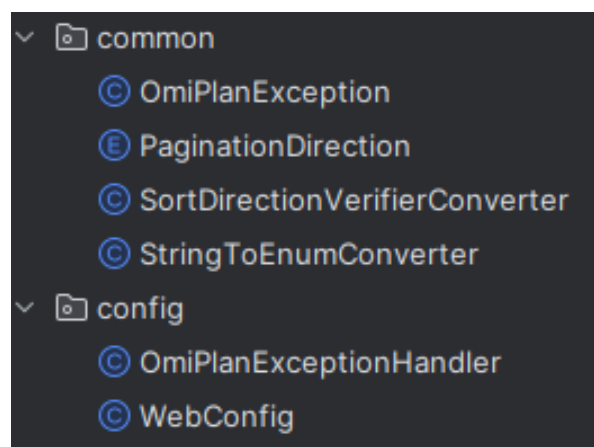 common
C OmiPlanException
E PaginationDirection
C SortDirectionVerifierConverter
C StringToEnumConverter
config
C OmiPlanExceptionHandler
C WebConfig